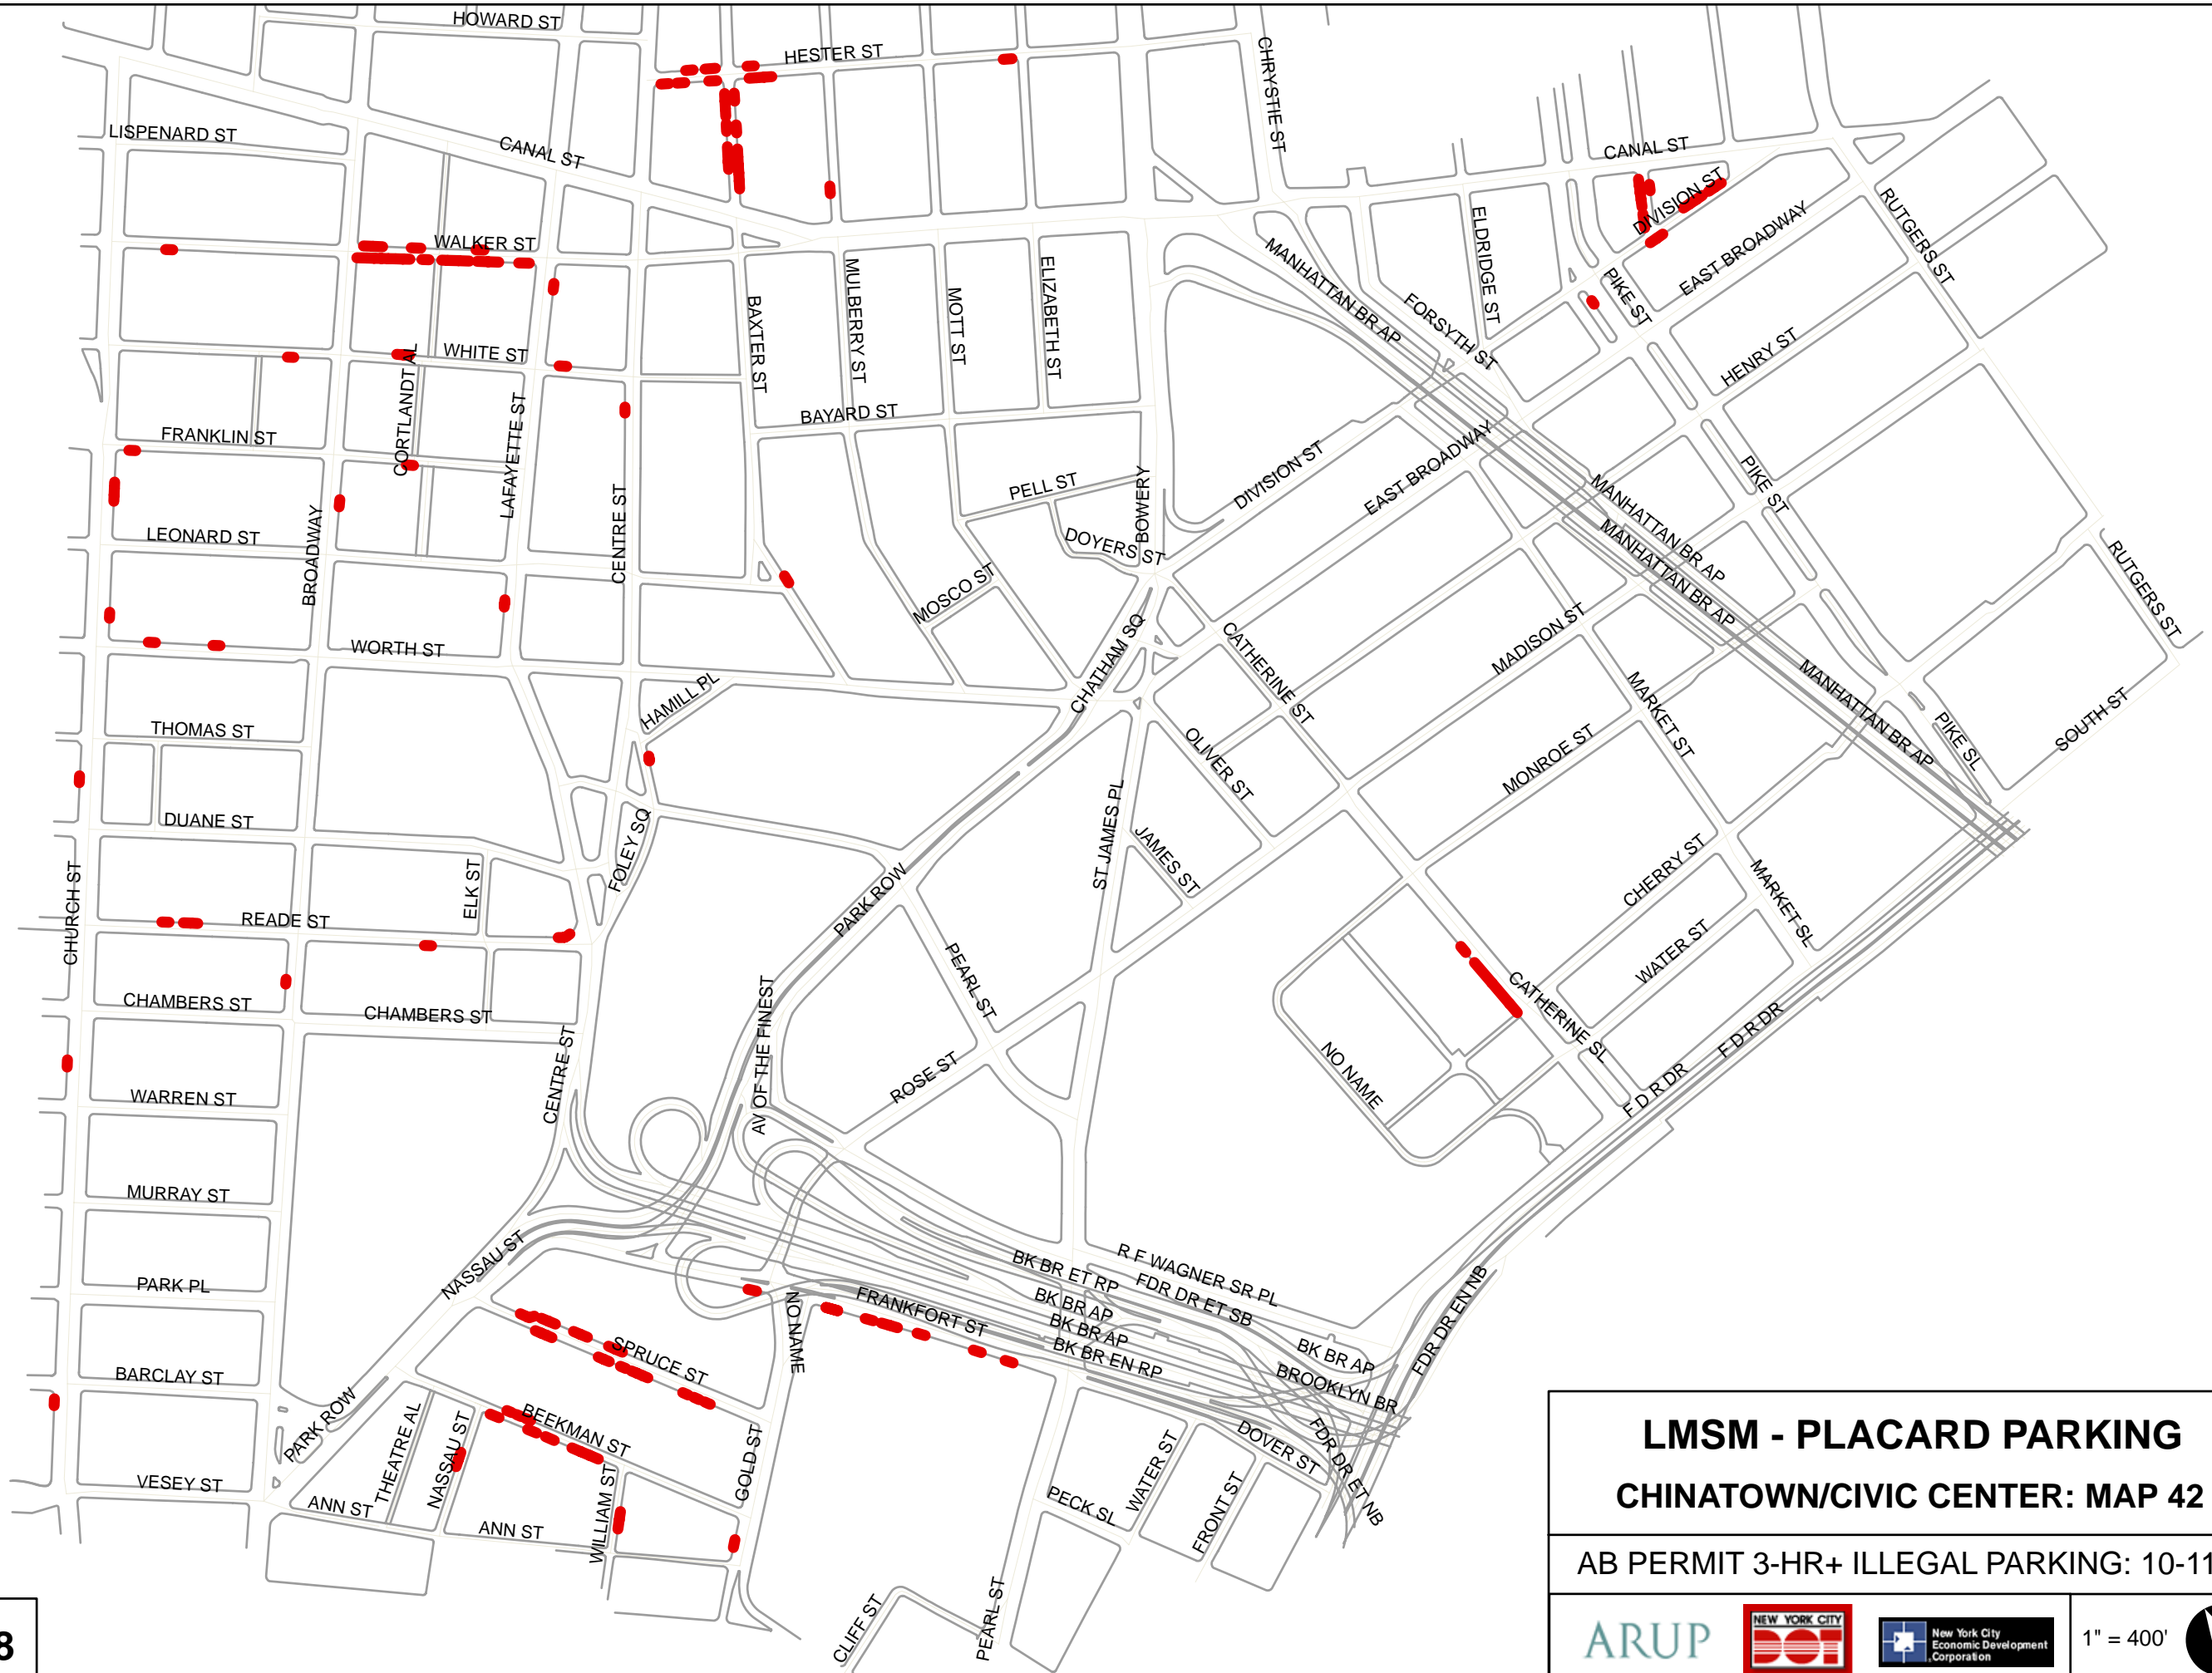 HOWARD ST
HESTER ST
CHRYSTIE ST
LISPENARD ST
CANAL ST
CANAL ST
DIVISION ST
WALKER ST
ELDRIDGE ST
EAST BROADWAY
RUTGERS ST
MANHATTAN BR AP
BAXTER ST
MULBERRY ST
MOTT ST
ELIZABETH ST
FORSYTH ST
PIKE ST
WHITE ST
CORTLANDT AL
HENRY ST
BAYARD ST
FRANKLIN ST
LAFAYETTE ST
DIVISION ST
EAST BROADWAY
PELL ST
BOWERY
PIKE ST
MANHATTAN BR AP
MANHATTAN BR AP
LEONARD ST
BROADWAY
CENTRE ST
DOYERS ST
MOSCO ST
RUTGERS ST
WORTH ST
CHATHAM SQ
CATHERINE ST
MADISON ST
MARKET ST
MANHATTAN BR AP
HAMILL PL
THOMAS ST
OLIVER ST
MONROE ST
PIKE SL
SOUTH ST
DUANE ST
FOLEY SQ
ST JAMES PL
JAMES ST
CHERRY ST
MARKET SL
CHURCH ST
ELK ST
READE ST
PARK ROW
PEARL ST
WATER ST
CATHERINE SL
CHAMBERS ST
CHAMBERS ST
CENTRE ST
AV OF THE FINEST
ROSE ST
NO NAME
F D R DR
F D R DR
WARREN ST
MURRAY ST
NASSAU ST
PARK PL
BK BR ET RP
R F WAGNER SR PL
FDR DR ET SB
BK BR AP
BK BR AP
BK BR EN RP
FRANKFORT ST
NO NAME
BK BR AP
BROOKLYN BR
FDR DR EN NB
FDR DR ET NB
SPRUCE ST
BARCLAY ST
PARK ROW
THEATRE AL
NASSAU ST
BEEKMAN ST
WILLIAM ST
GOLD ST
DOVER ST
VESEY ST
ANN ST
ANN ST
PECK SL
WATER ST
FRONT ST
CLIFF ST
PEARL ST
LMSM - PLACARD PARKING
CHINATOWN/CIVIC CENTER: MAP 42
AB PERMIT 3-HR+ ILLEGAL PARKING: 10-11
ARUP
NEW YORK CITY
DOT
New York City
Economic Development
Corporation
1" = 400'
8